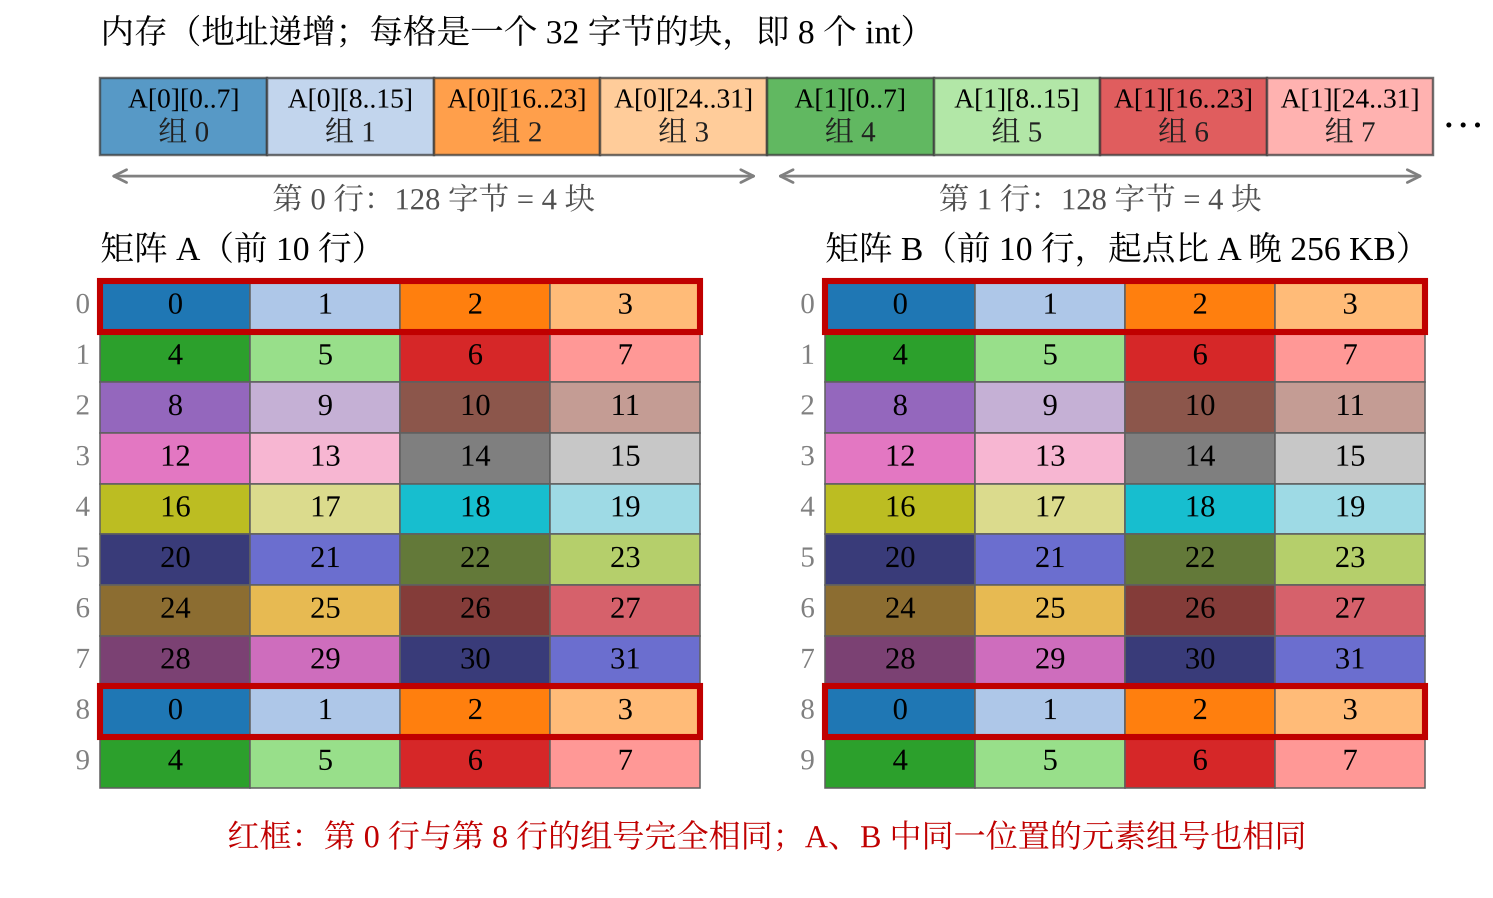 内存（地址递增；每格是一个 32 字节的块，即 8 个 int）
A[0][0..7] A[0][8..15] A[0][16..23] A[0][24..31] A[1][0..7] A[1][8..15] A[1][16..23] A[1][24..31] …
组 0 组 1 组 2 组 3 组 4 组 5 组 6 组 7
第 0 行：128 字节 = 4 块 第 1 行：128 字节 = 4 块
矩阵 A（前 10 行） 矩阵 B（前 10 行，起点比 A 晚 256 KB）
0 0 1 2 3 0 0 1 2 3
1 4 5 6 7 1 4 5 6 7
2 8 9 10 11 2 8 9 10 11
3 12 13 14 15 3 12 13 14 15
4 16 17 18 19 4 16 17 18 19
5 20 21 22 23 5 20 21 22 23
6 24 25 26 27 6 24 25 26 27
7 28 29 30 31 7 28 29 30 31
8 0 1 2 3 8 0 1 2 3
9 4 5 6 7 9 4 5 6 7
红框：第 0 行与第 8 行的组号完全相同；A、B 中同一位置的元素组号也相同